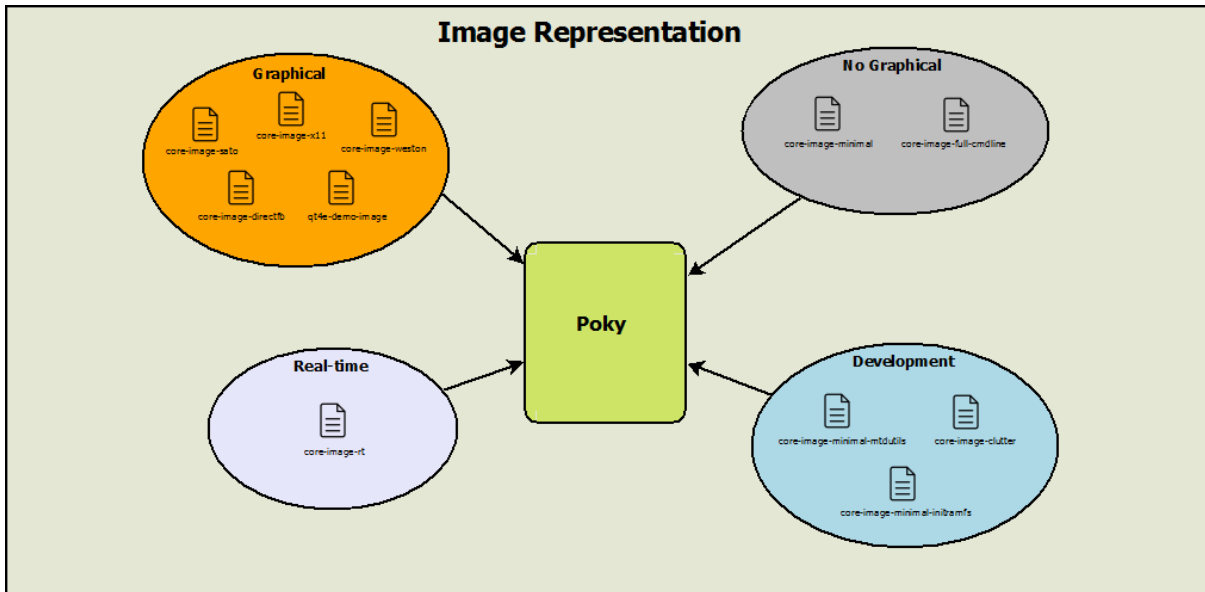 Image Representation
Graphical
core-image-sato
core-image-x11
core-image-weston
core-image-directfb
qt4e-demo-image
No Graphical
core-image-minimal
core-image-full-cmdline
Poky
Real-time
core-image-rt
Development
core-image-minimal-mtdutils
core-image-clutter
core-image-minimal-initramfs